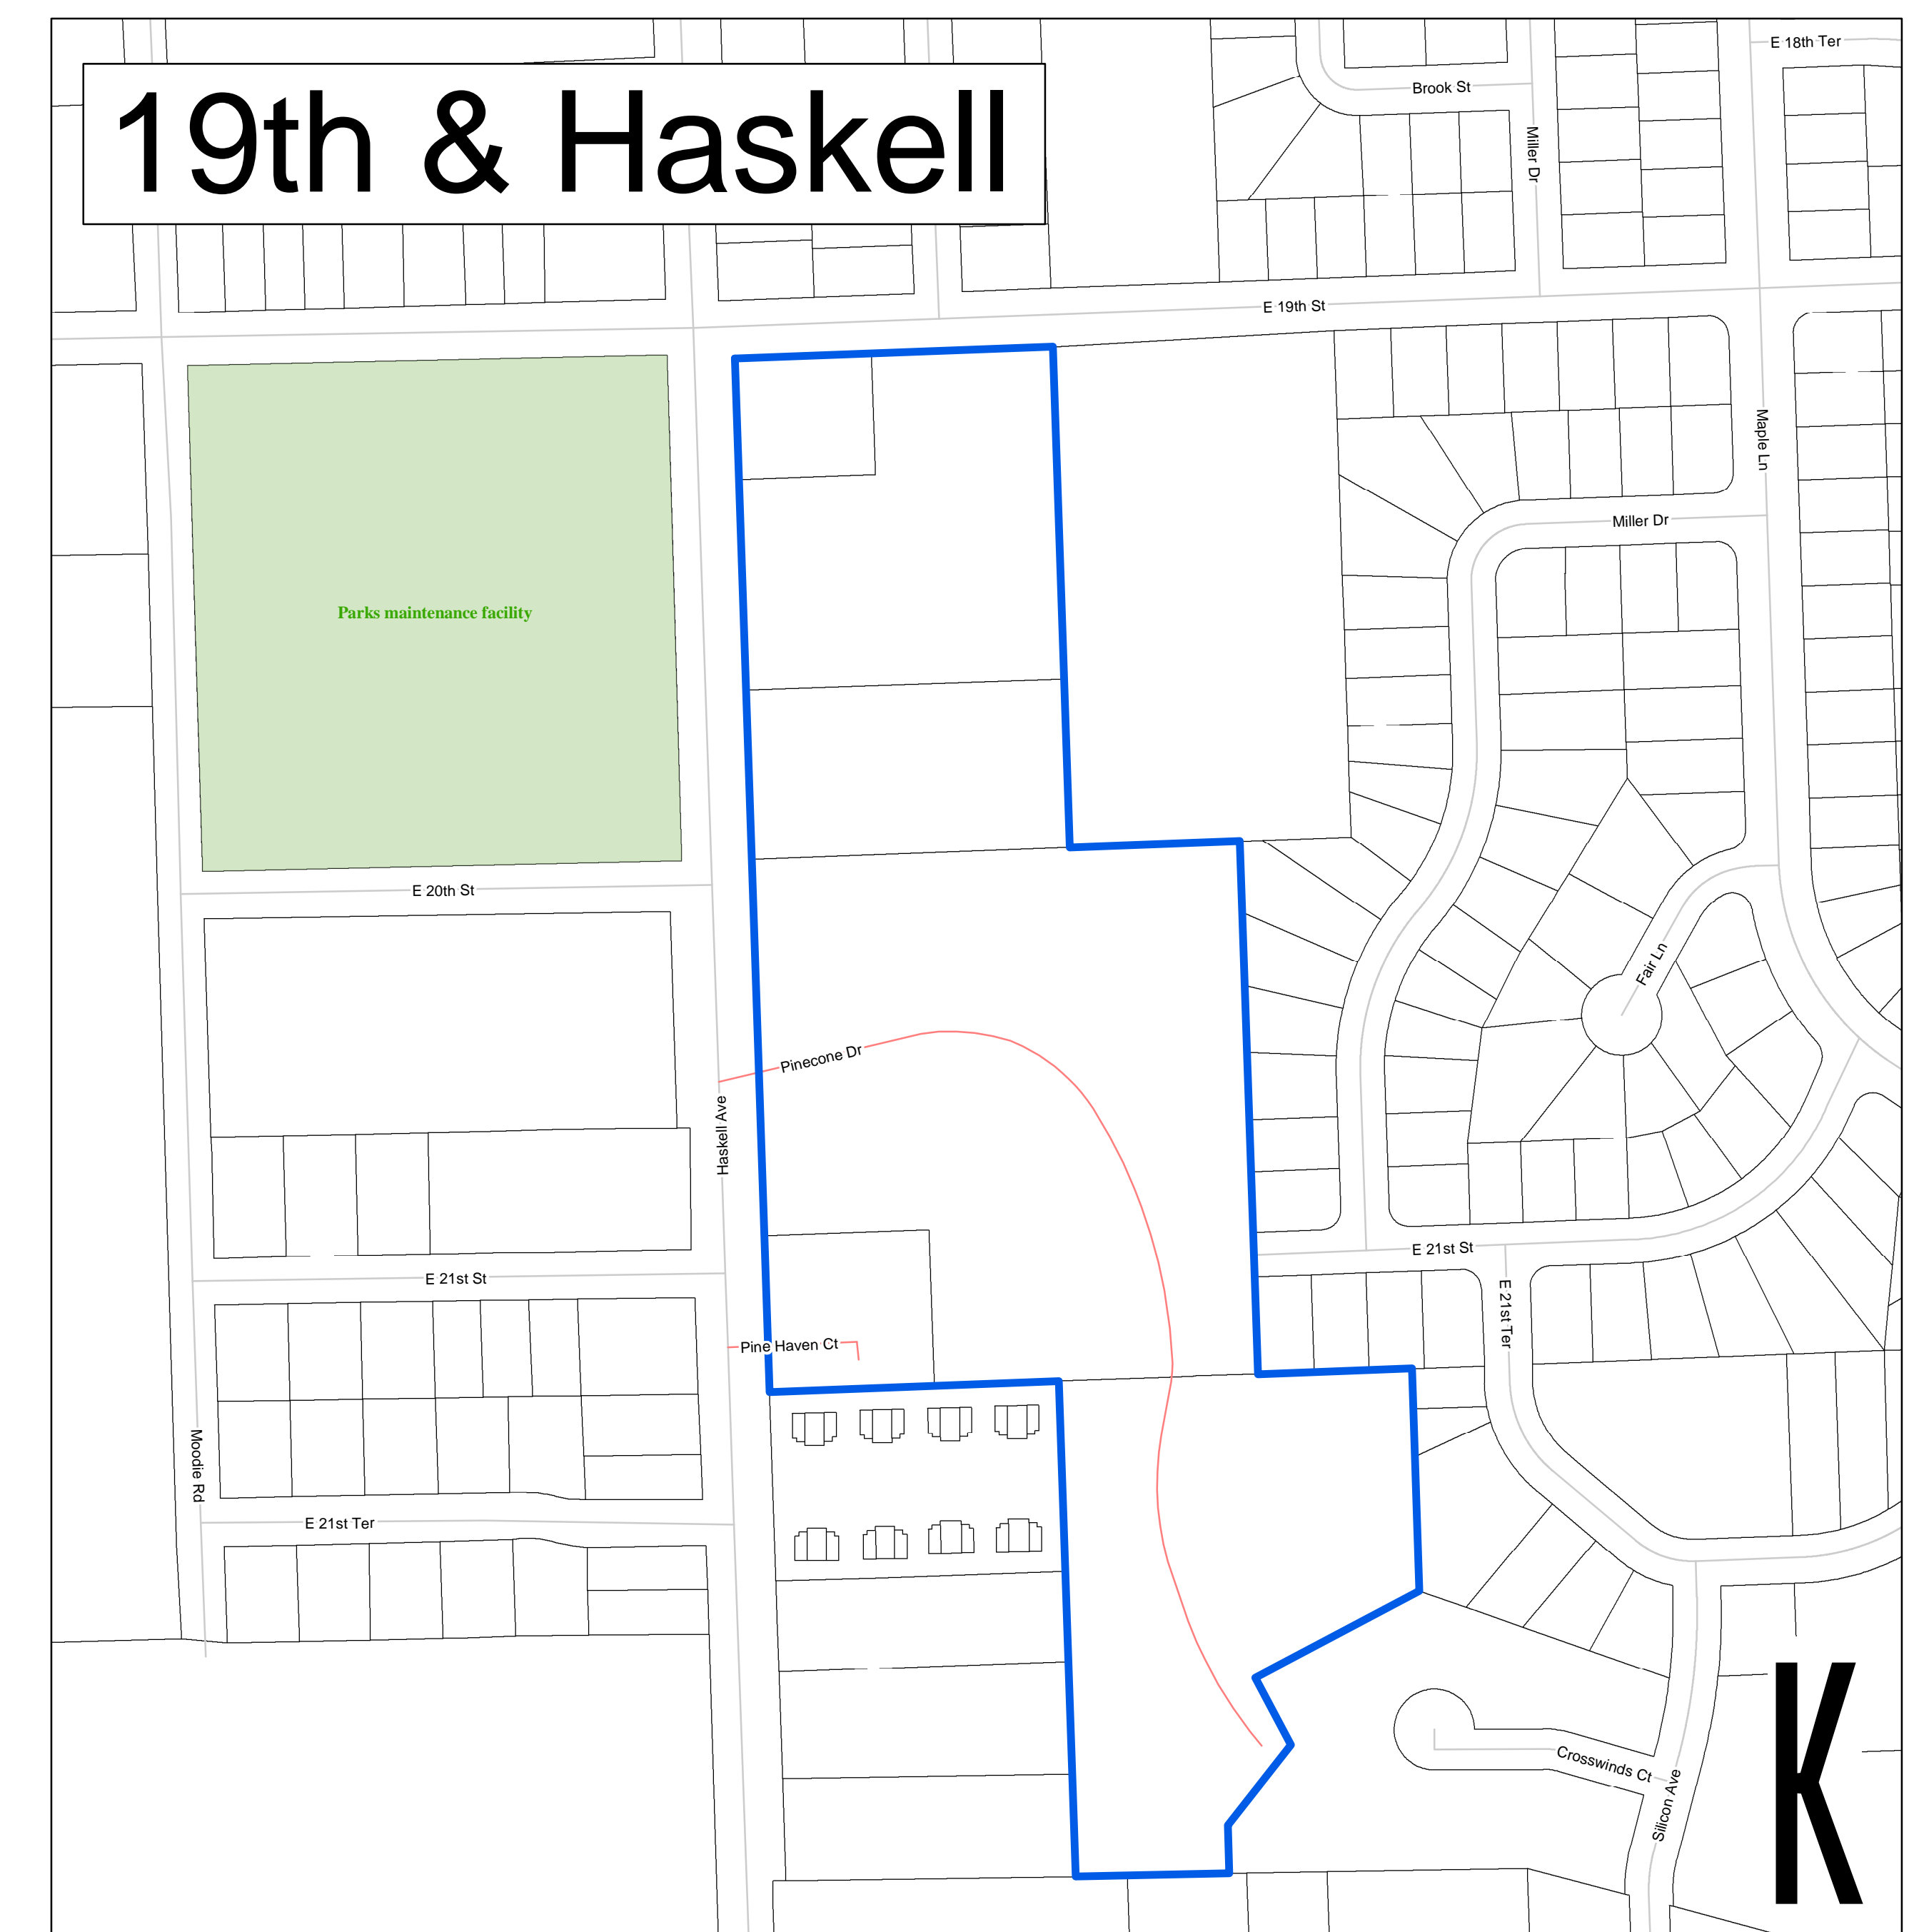 E 18th Ter
Brook St
19th & Haskell
Miller Dr
E 19th St
Maple Ln
Miller Dr
Parks maintenance facility
E 20th St
Fair Ln
Pinecone Dr
Haskell Ave
E 21st St
E 21st St
E 21st Ter
Pine Haven Ct
Moodie Rd
E 21st Ter
Crosswinds Ct
Silicon Ave
K